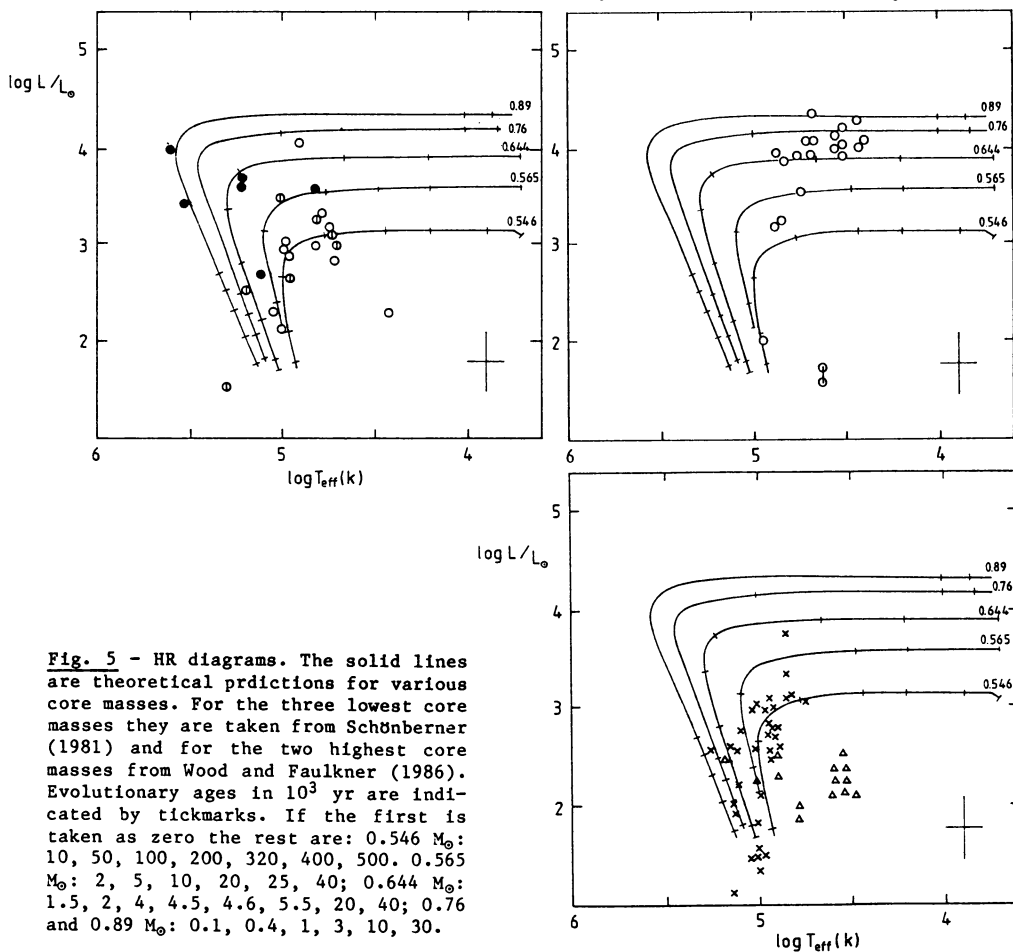 log L/L⊙
5
4
3
2
0.89
0.76
0.644
0.565
0.546
6
5
4
log Teff(k)
0.89
0.76
0.644
0.565
0.546
5
4
3
2
6
5
4
log L/L⊙
5
4
3
2
0.89
0.76
0.644
0.565
0.546
5
4
3
2
6
5
4
log Teff(k)
Fig. 5 - HR diagrams. The solid lines
are theoretical prdictions for various
core masses. For the three lowest core
masses they are taken from Schönberner
(1981) and for the two highest core
masses from Wood and Faulkner (1986).
Evolutionary ages in 10³ yr are indi-
cated by tickmarks. If the first is
taken as zero the rest are: 0.546 M⊙:
10, 50, 100, 200, 320, 400, 500. 0.565
M⊙: 2, 5, 10, 20, 25, 40; 0.644 M⊙:
1.5, 2, 4, 4.5, 4.6, 5.5, 20, 40; 0.76
and 0.89 M⊙: 0.1, 0.4, 1, 3, 10, 30.